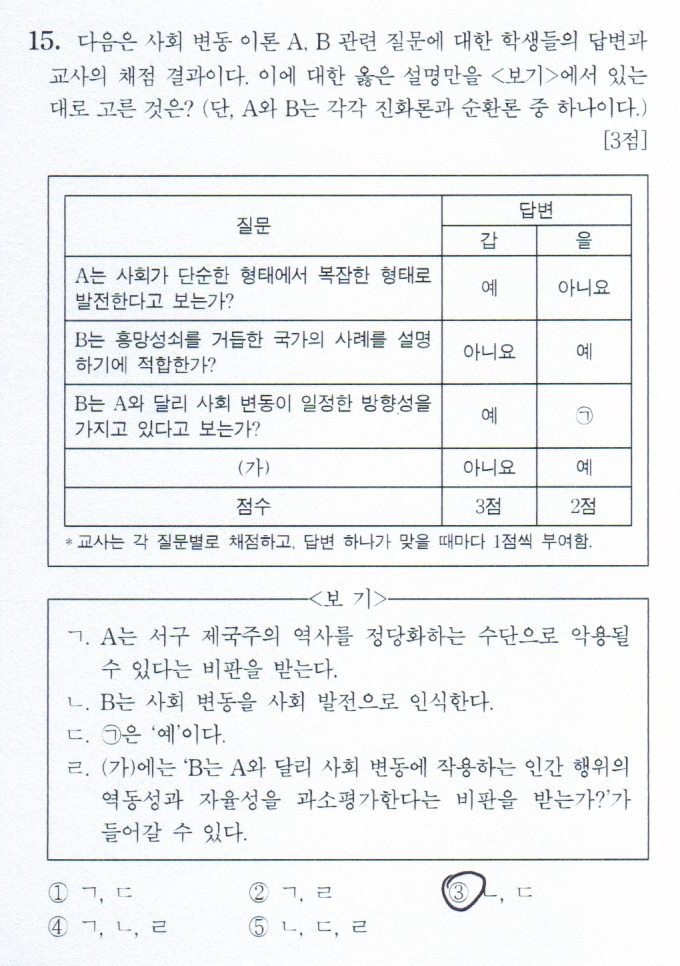 15. 다음은 사회 변동 이론 A, B 관련 질문에 대한 학생들의 답변과
교사의 채점 결과이다. 이에 대한 옳은 설명만을 <보기>에서 있는
대로 고른 것은? (단, A와 B는 각각 진화론과 순환론 중 하나이다.)
[3점]
질문 답변
갑 을
A는 사회가 단순한 형태에서 복잡한 형태로
발전한다고 보는가? 예 아니요
B는 흥망성쇠를 거듭한 국가의 사례를 설명
하기에 적합한가? 아니요 예
B는 A와 달리 사회 변동이 일정한 방향성을
가지고 있다고 보는가? 예 ㉠
(가) 아니요 예
점수 3점 2점
* 교사는 각 질문별로 채점하고, 답변 하나가 맞을 때마다 1점씩 부여함.
<보 기>
ㄱ. A는 서구 제국주의 역사를 정당화하는 수단으로 악용될
수 있다는 비판을 받는다.
ㄴ. B는 사회 변동을 사회 발전으로 인식한다.
ㄷ. ㉠은 ‘예’이다.
ㄹ. (가)에는 ‘B는 A와 달리 사회 변동에 작용하는 인간 행위의
역동성과 자율성을 과소평가한다는 비판을 받는가?’가
들어갈 수 있다.
① ㄱ, ㄷ ② ㄱ, ㄹ ③ ㄴ, ㄷ
④ ㄱ, ㄴ, ㄹ ⑤ ㄴ, ㄷ, ㄹ